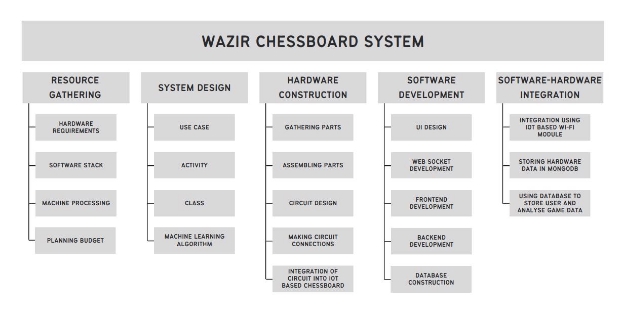 WAZIR CHESSBOARD SYSTEM
RESOURCE
GATHERING
HARDWARE
REQUIREMENTS
SOFTWARE STACK
MACHINE PROCESSING
PLANNING BUDGET
SYSTEM DESIGN
USE CASE
ACTIVITY
CLASS
MACHINE LEARNING
ALGORITHM
HARDWARE
CONSTRUCTION
GATHERING PARTS
ASSEMBLING PARTS
CIRCUIT DESIGN
MAKING CIRCUIT
CONNECTIONS
INTEGRATION OF
CIRCUIT INTO IOT
BASED CHESSBOARD
SOFTWARE
DEVELOPMENT
UI DESIGN
WEB SOCKET
DEVELOPMENT
FRONTEND
DEVELOPMENT
BACKEND
DEVELOPMENT
DATABASE
CONSTRUCTION
SOFTWARE-HARDWARE
INTEGRATION
INTEGRATION USING
IOT BASED WI-FI
MODULE
STORING HARDWARE
DATA IN MONGODB
USING DATABASE TO
STORE USER AND
ANALYSE GAME DATA